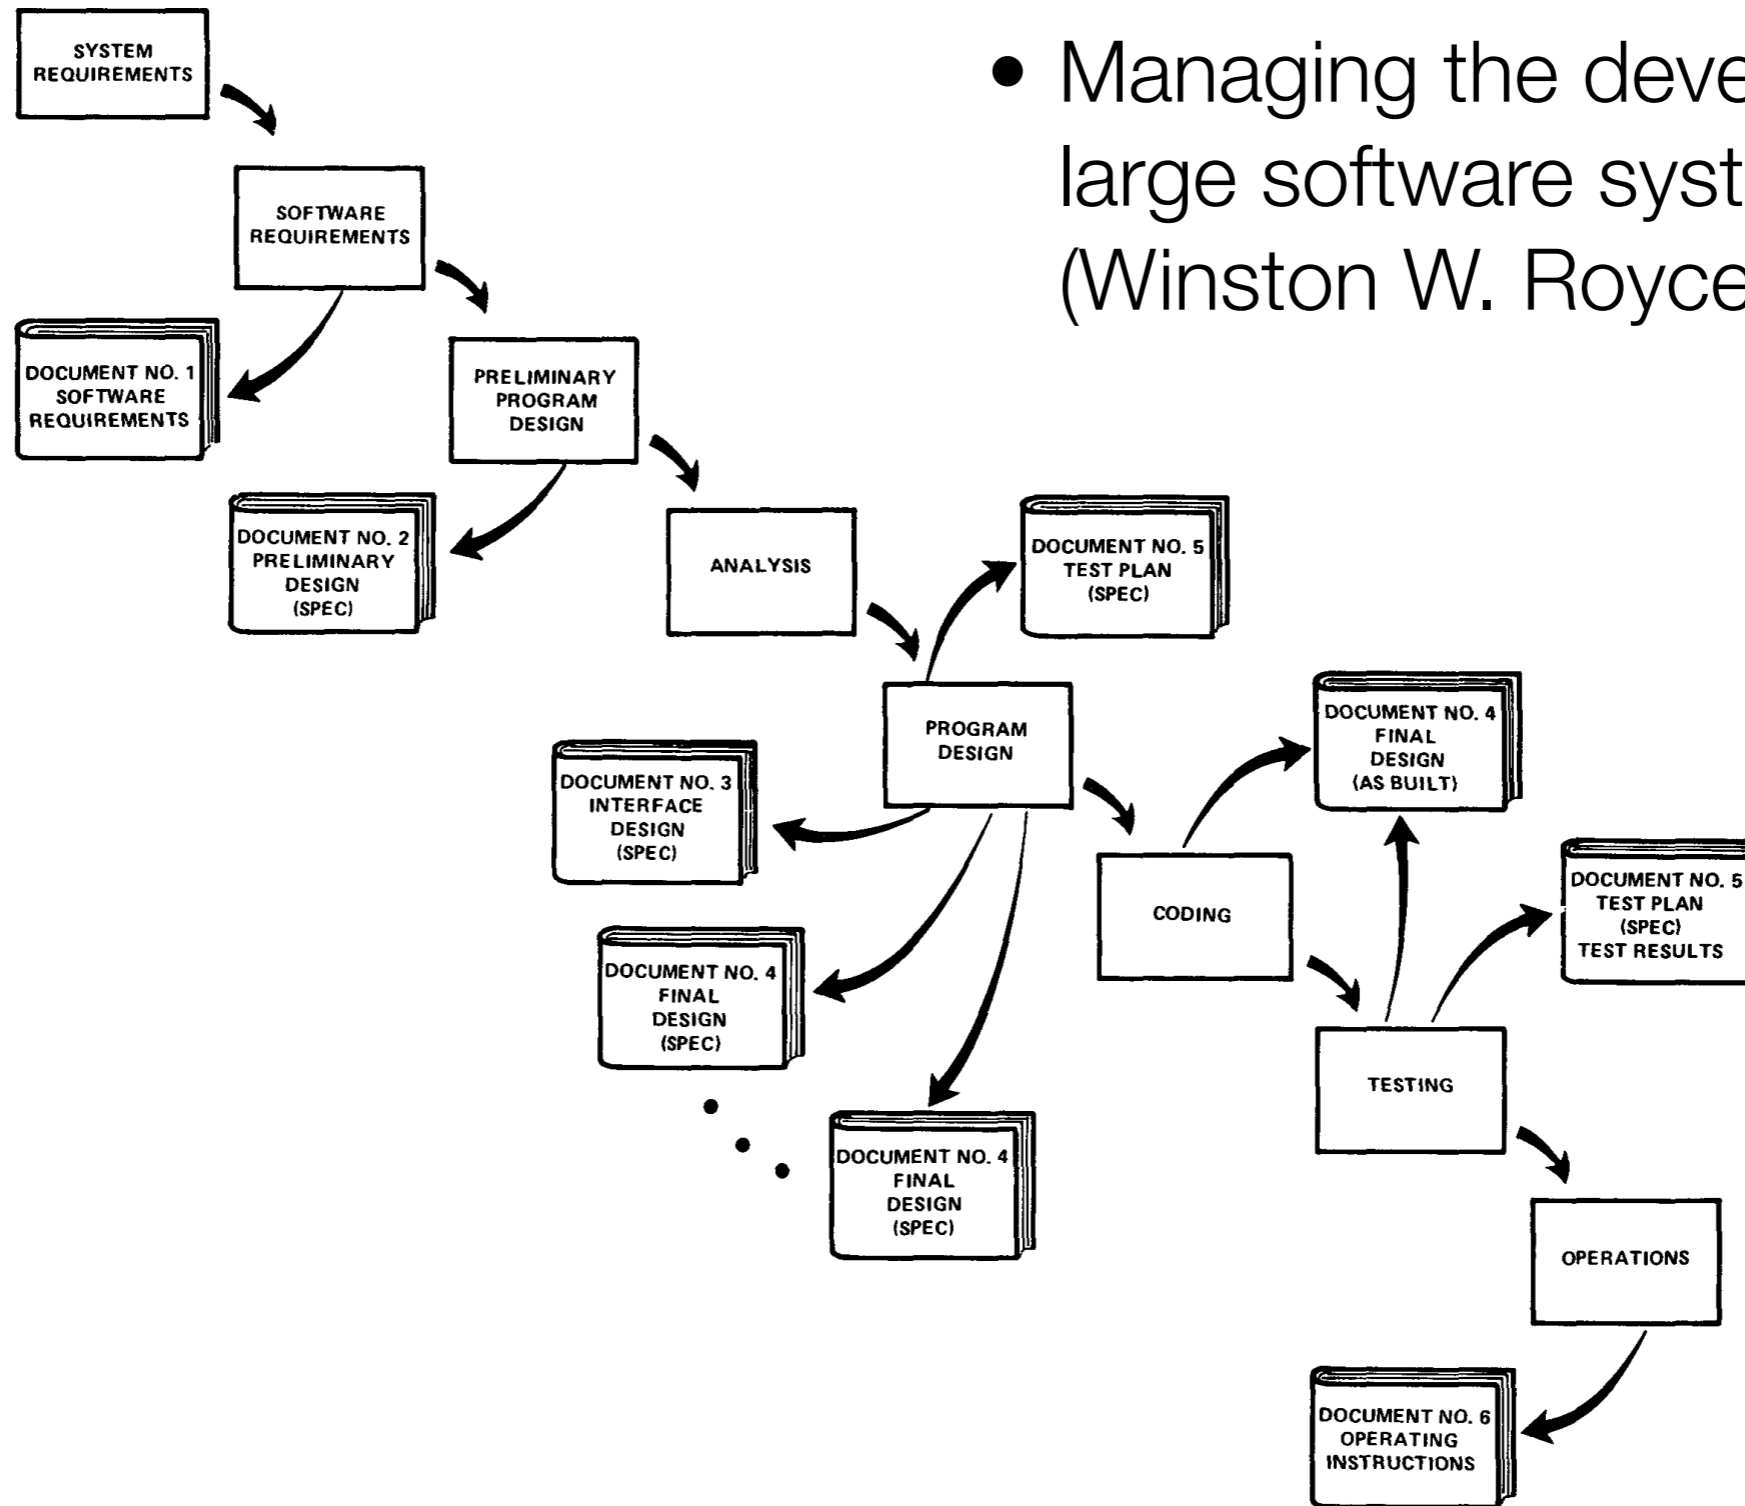 • Managing the deve
large software syst
(Winston W. Royce
SYSTEM
REQUIREMENTS
SOFTWARE
REQUIREMENTS
DOCUMENT NO. 1
SOFTWARE
REQUIREMENTS
PRELIMINARY
PROGRAM
DESIGN
DOCUMENT NO. 2
PRELIMINARY
DESIGN
(SPEC)
ANALYSIS
DOCUMENT NO. 5
TEST PLAN
(SPEC)
PROGRAM
DESIGN
DOCUMENT NO. 3
INTERFACE
DESIGN
(SPEC)
DOCUMENT NO. 4
FINAL
DESIGN
(AS BUILT)
CODING
DOCUMENT NO. 5
TEST PLAN
(SPEC)
TEST RESULTS
DOCUMENT NO. 4
FINAL
DESIGN
(SPEC)
TESTING
DOCUMENT NO. 4
FINAL
DESIGN
(SPEC)
OPERATIONS
DOCUMENT NO. 6
OPERATING
INSTRUCTIONS